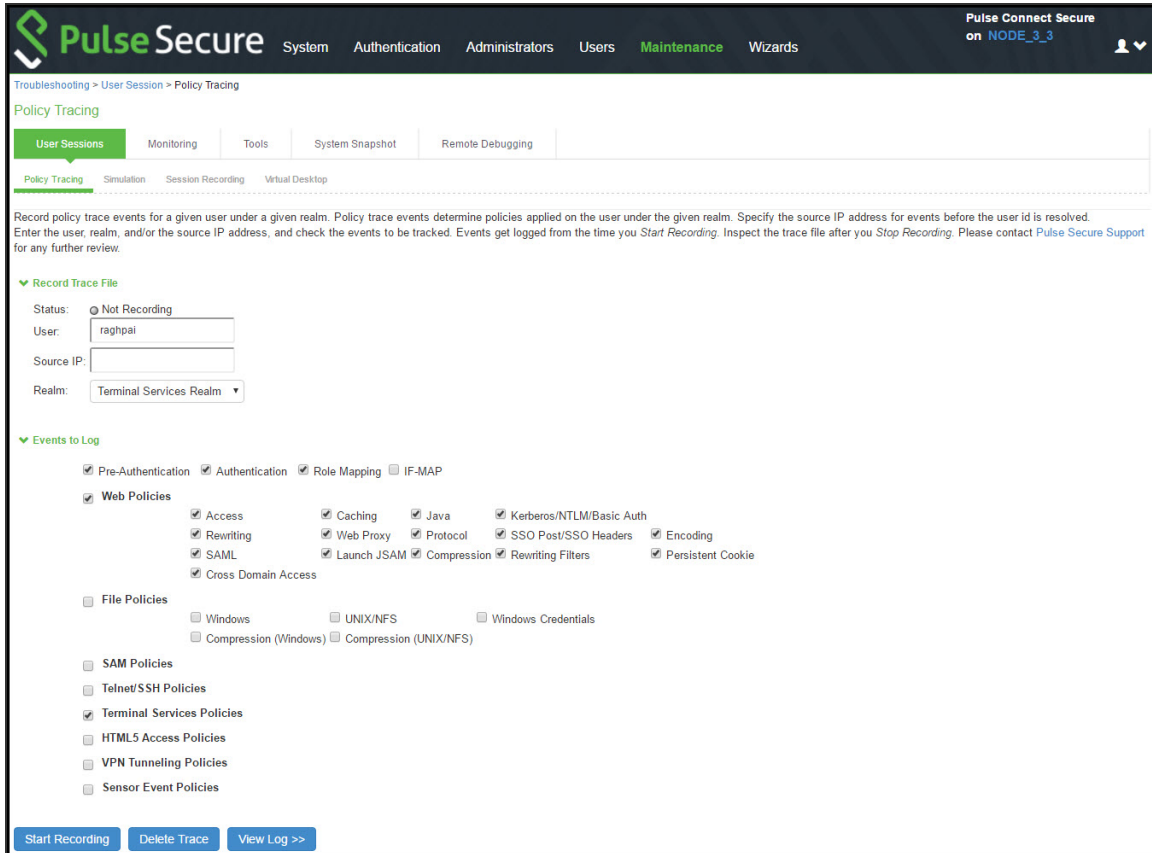 Pulse Secure System Authentication Administrators Users Maintenance Wizards
Pulse Connect Secure
on NODE_3_3
Troubleshooting > User Session > Policy Tracing
Policy Tracing
User Sessions Monitoring Tools System Snapshot Remote Debugging
Policy Tracing Simulation Session Recording Virtual Desktop
Record policy trace events for a given user under a given realm. Policy trace events determine policies applied on the user under the given realm. Specify the source IP address for events before the user id is resolved.
Enter the user, realm, and/or the source IP address, and check the events to be tracked. Events get logged from the time you Start Recording. Inspect the trace file after you Stop Recording. Please contact Pulse Secure Support
for any further review.
Record Trace File
Status: Not Recording
User: raghpai
Source IP:
Realm: Terminal Services Realm
Events to Log
Pre-Authentication Authentication Role Mapping IF-MAP
Web Policies
Access Caching Java Kerberos/NTLM/Basic Auth
Rewriting Web Proxy Protocol SSO Post/SSO Headers Encoding
SAML Launch JSAM Compression Rewriting Filters Persistent Cookie
Cross Domain Access
File Policies
Windows UNIX/NFS Windows Credentials
Compression (Windows) Compression (UNIX/NFS)
SAM Policies
Telnet/SSH Policies
Terminal Services Policies
HTML5 Access Policies
VPN Tunneling Policies
Sensor Event Policies
Start Recording Delete Trace View Log >>